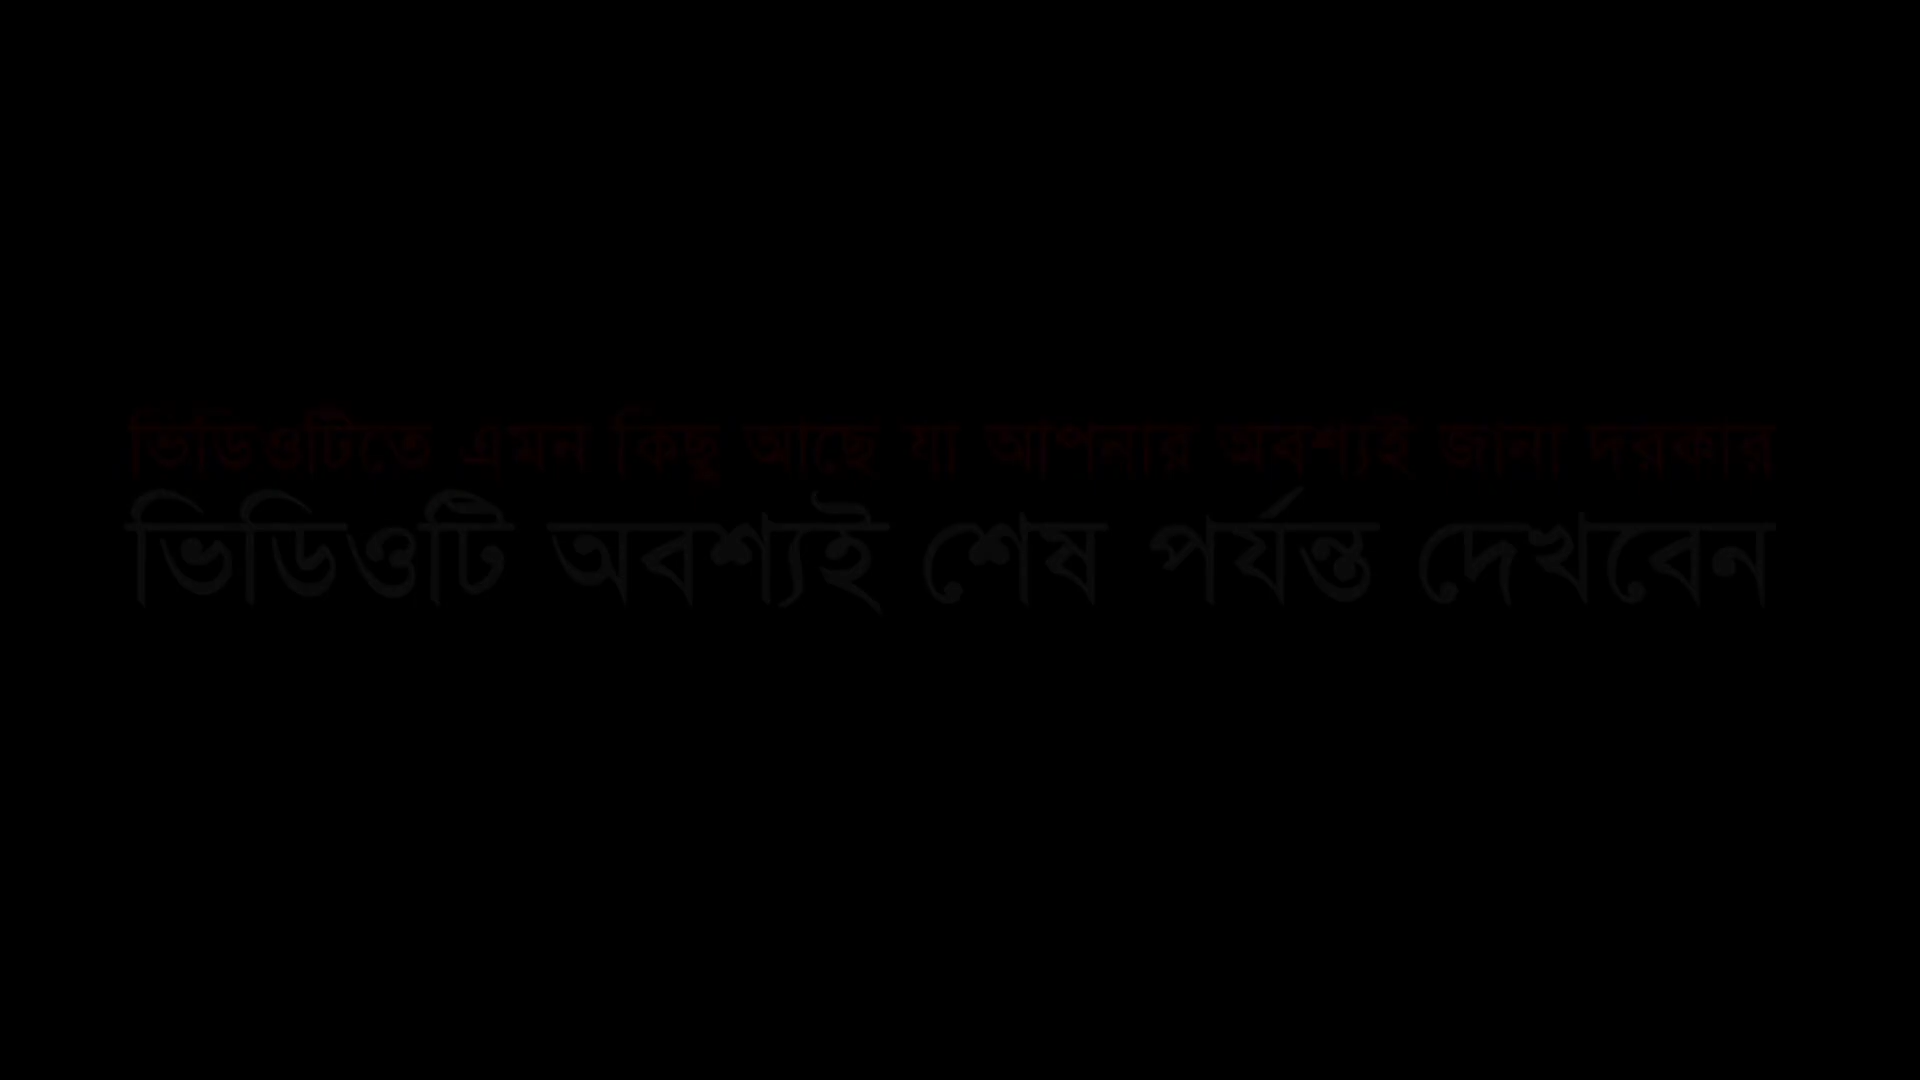 ভিডিওটিতে এমন কিছু আছে যা আপনার অবশ্যই জানা দরকার
ভিডিওটি অবশ্যই শেষ পর্যন্ত দেখবেন